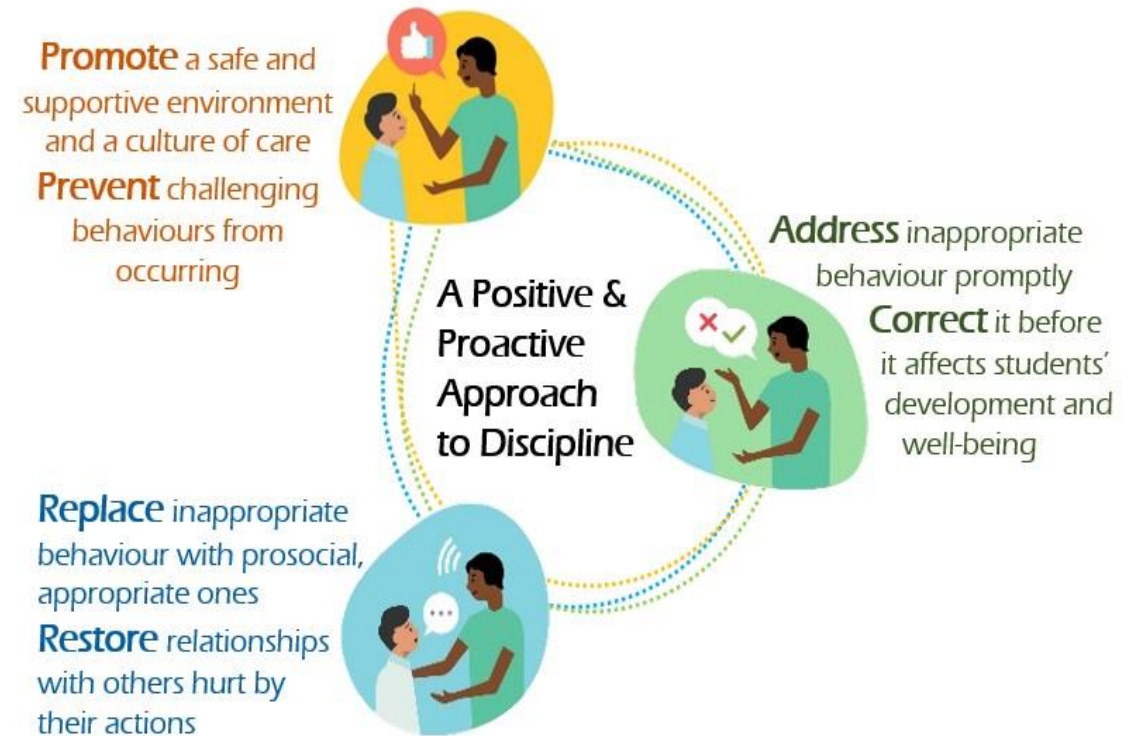 Promote a safe and
supportive environment
and a culture of care
Prevent challenging
behaviours from
occurring
A Positive &
Proactive
Approach
to Discipline
Address inappropriate
behaviour promptly
Correct it before
it affects students’
development and
well-being
Replace inappropriate
behaviour with prosocial,
appropriate ones
Restore relationships
with others hurt by
their actions